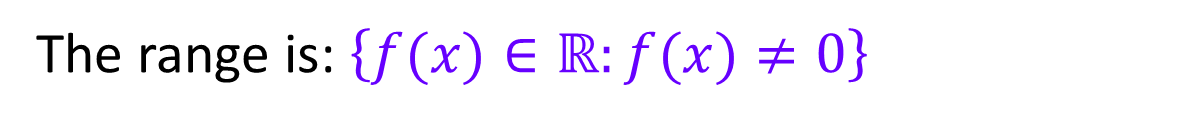 The range is: {𝑓(𝑥) ∈ ℝ: 𝑓(𝑥) ≠ 0}